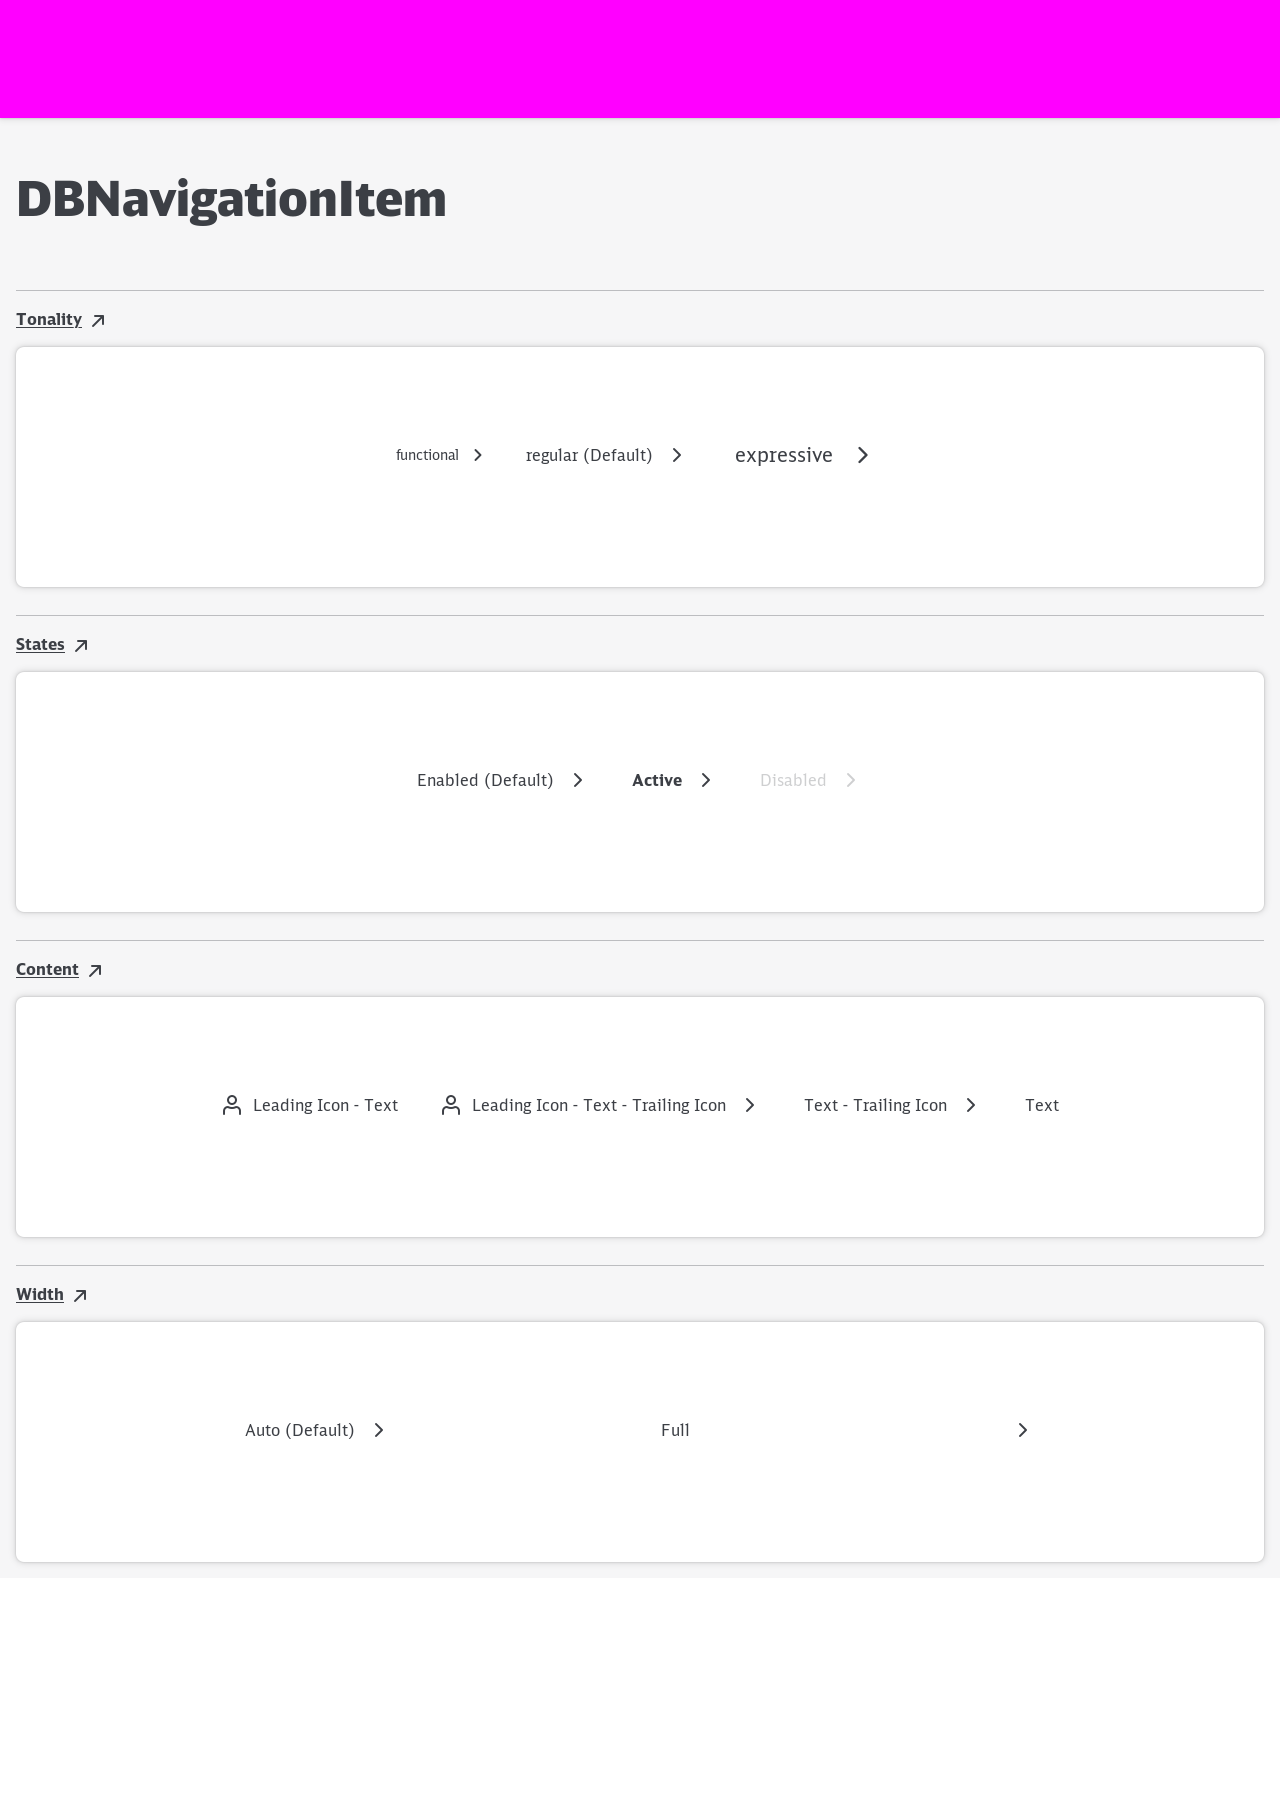 DBNavigationItem
Tonality
functional regular (Default) expressive
States
Enabled (Default) Active Disabled
Content
Leading Icon - Text Leading Icon - Text - Trailing Icon Text - Trailing Icon Text
Width
Auto (Default) Full